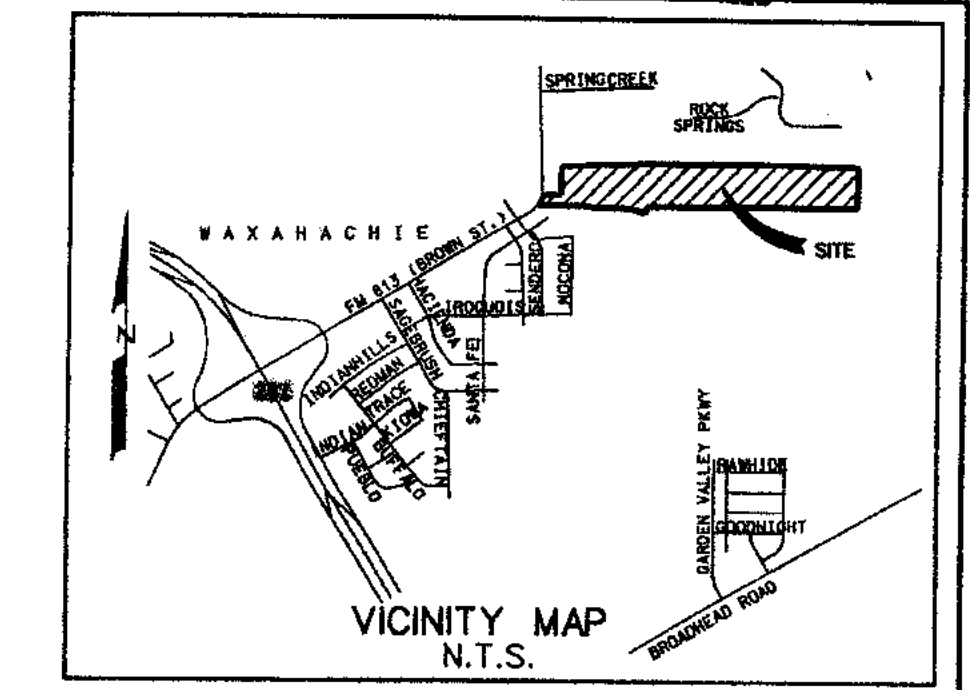 SPRINGCREEK
ROCK
SPRINGS
WAXAHACHIE
SITE
FM 813 (BROWN ST.)
SENDERO
NOCONA
IROQUOIS
HACIENDA
SAGEBRUSH
N
INDIANHILLS
REDMAN
SANTA FE
INDIAN TRACE
KIOWA
CHIEFTAIN
BUFFALO
PUEBLO
GARDEN VALLEY PKWY
RAWHIDE
GOODNIGHT
BROADHEAD ROAD
VICINITY MAP
N.T.S.